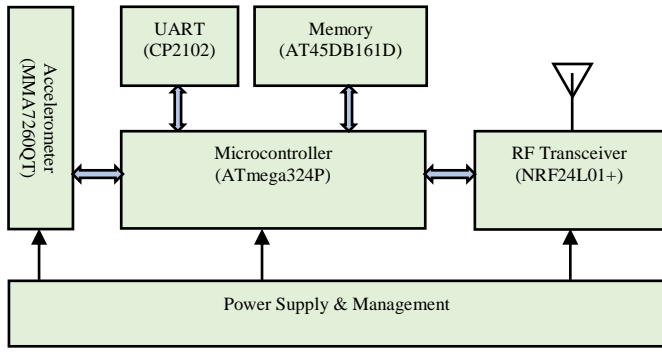 Accelerometer
(MMA7260QT)
UART
(CP2102)
Memory
(AT45DB161D)
Microcontroller
(ATmega324P)
RF Transceiver
(NRF24L01+)
Power Supply & Management